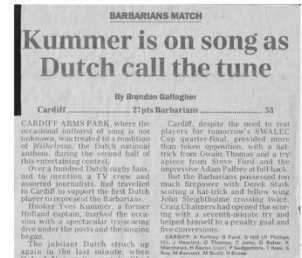 BARBARIANS MATCH
Kummer is on song as
Dutch call the tune
By Brendan Gallagher
Cardiff 27pts Barbarians 53
CARDIFF ARMS PARK, where the
occasional outburst of song is not
unknown, was treated to a rendition
of Wilhelmus, the Dutch national
anthem, during the second half of
this entertaining contest.
Over a hundred Dutch rugby fans,
not to mention a TV crew and
assorted journalists, had travelled
to Cardiff to support the first Dutch
player to represent the Barbarians.
Hooker Yves Kummer, a former
Holland captain, marked the occa-
sion with a spectacular try-scoring
dive under the posts and the singing
began.
The jubilant Dutch struck up
again in the last minute, when
Cardiff, despite the need to rest
players for tomorrow's SWALEC
Cup quarter-final, provided more
than token opposition, with a hat-
trick from Gwain Thomas and a try
apiece from Steve Ford and the
impressive Adam Palfrey at full-back.
But the Barbarians possessed too
much firepower with Derek Stark
scoring a hat-trick and fellow wing
John Sleightholme crossing twice.
Craig Chalmers had opened the scor-
ing with a seventh-minute try and
helped himself to a penalty goal and
five conversions.
CARDIFF: A Palfrey; S Ford,